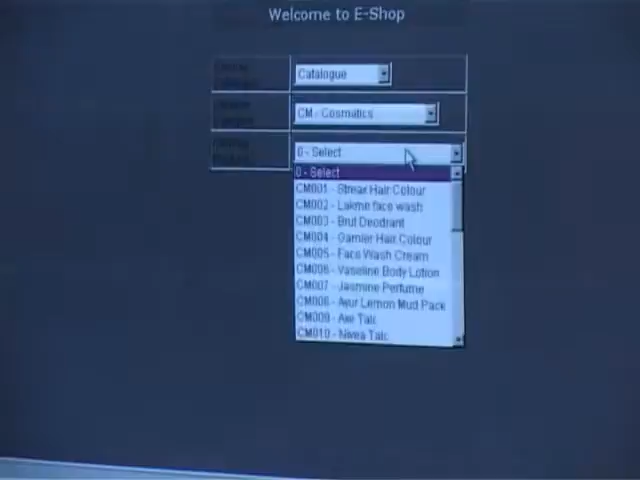 Welcome to E-Shop
Catalogue
CM - Cosmatics
0 - Select
0 - Select
CM001 - Streax Hair Colour
CM002 - Lakme face wash
CM003 - Brut Deodrant
CM004 - Garnier Hair Colour
CM005 - Face Wash Cream
CM006 - Vaseline Body Lotion
CM007 - Jasmine Perfume
CM008 - Ayur Lemon Mud Pack
CM009 - Axe Talc
CM010 - Nivea Talc